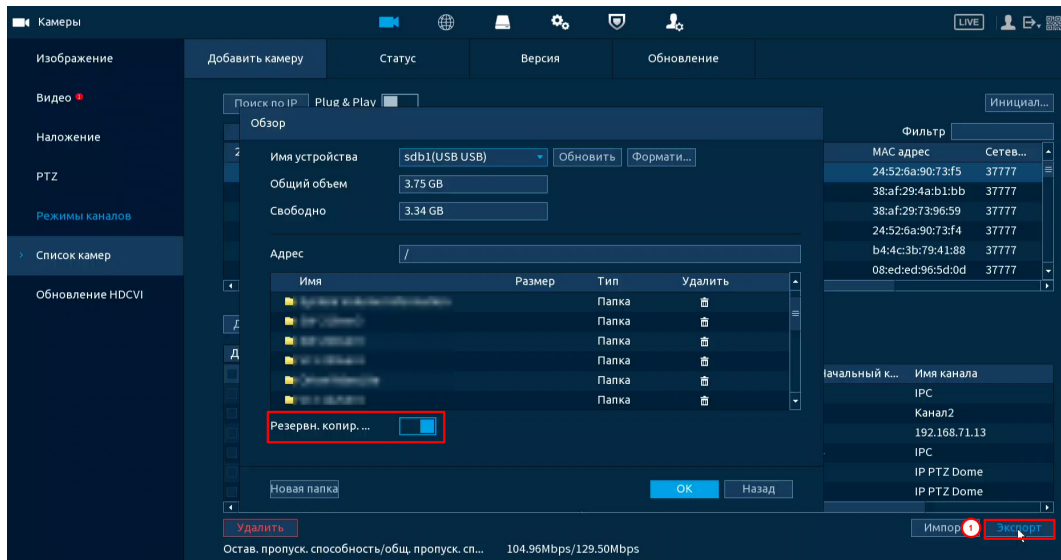 Камеры
LIVE
Изображение
Видео
Наложение
PTZ
Режимы каналов
Список камер
Обновление HDCVI
Добавить камеру Статус Версия Обновление
Поиск по IP Plug & Play Инициал...
Фильтр
MAC адрес Сетев...
24:52:6a:90:73:f5 37777
38:af:29:4a:b1:bb 37777
38:af:29:73:96:59 37777
24:52:6a:90:73:f4 37777
b4:4c:3b:79:41:88 37777
08:ed:ed:96:5d:0d 37777
Обзор
Имя устройства sdb1(USB USB) Обновить Формати...
Общий объем 3.75 GB
Свободно 3.34 GB
Адрес /
Имя Размер Тип Удалить
Папка
Папка
Папка
Папка
Папка
Папка
Резервн. копир. ...
Новая папка OK Назад
Начальный к... Имя канала
IPC
Канал2
192.168.71.13
IPC
IP PTZ Dome
IP PTZ Dome
Удалить Импор 1 Экспорт
Остав. пропуск. способность/общ. пропуск. сп... 104.96Mbps/129.50Mbps